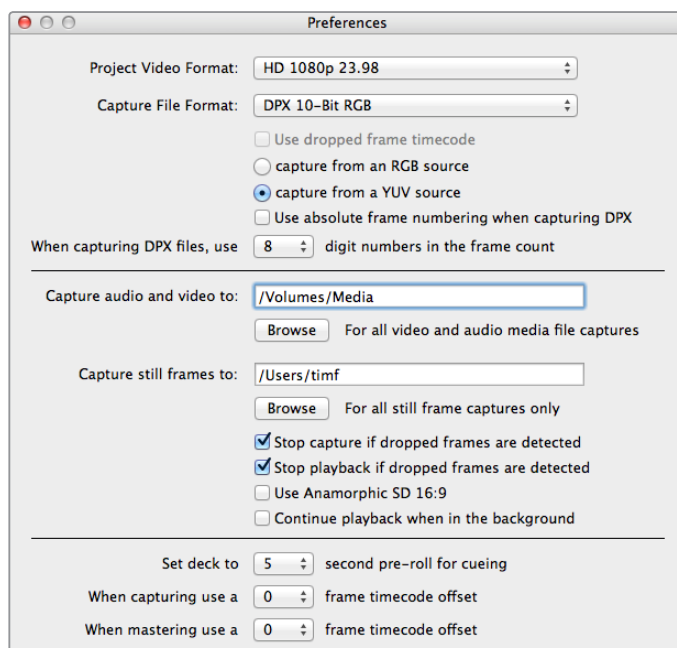 Preferences
Project Video Format: HD 1080p 23.98
Capture File Format: DPX 10-Bit RGB
Use dropped frame timecode
capture from an RGB source
capture from a YUV source
Use absolute frame numbering when capturing DPX
When capturing DPX files, use 8 digit numbers in the frame count
Capture audio and video to: /Volumes/Media
Browse For all video and audio media file captures
Capture still frames to: /Users/timf
Browse For all still frame captures only
Stop capture if dropped frames are detected
Stop playback if dropped frames are detected
Use Anamorphic SD 16:9
Continue playback when in the background
Set deck to 5 second pre-roll for cueing
When capturing use a 0 frame timecode offset
When mastering use a 0 frame timecode offset